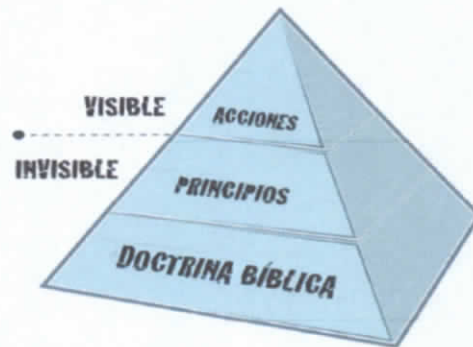 VISIBLE
ACCIONES
INVISIBLE
PRINCIPIOS
DOCTRINA BÍBLICA